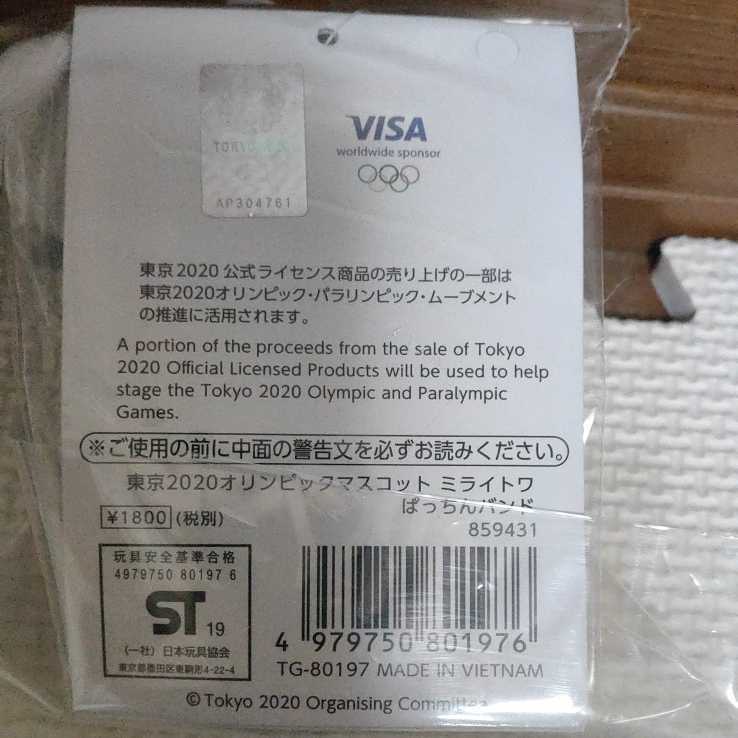 TOKYO
AP304761
VISA
worldwide sponsor
東京2020 公式ライセンス商品の売り上げの一部は
東京2020オリンピック・パラリンピック・ムーブメント
の推進に活用されます。
A portion of the proceeds from the sale of Tokyo
2020 Official Licensed Products will be used to help
stage the Tokyo 2020 Olympic and Paralympic
Games.
※ご使用の前に中面の警告文を必ずお読みください。
東京2020オリンピックマスコット ミライトワ
ぱっちんバンド
¥1800 (税別)
859431
玩具安全基準合格
4979750 80197 6
ST 19
(一社) 日本玩具協会
東京都墨田区東駒形4-22-4
4 979750 801976
TG-80197 MADE IN VIETNAM
© Tokyo 2020 Organising Committee